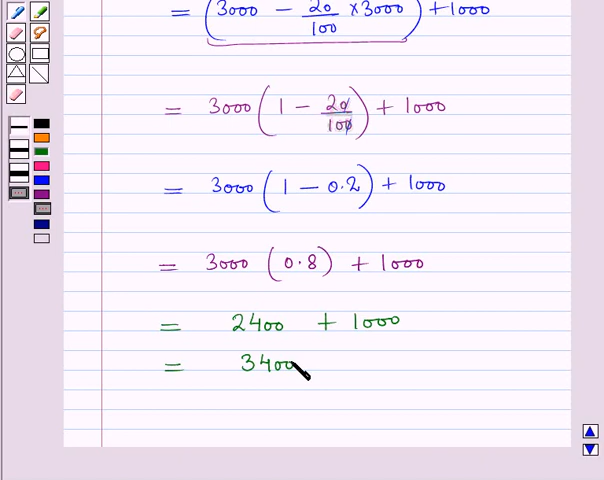 = (3000 − 20/100 × 3000) + 1000
= 3000 (1 − 20/100) + 1000
= 3000 (1 − 0.2) + 1000
= 3000 (0.8) + 1000
= 2400 + 1000
= 3400